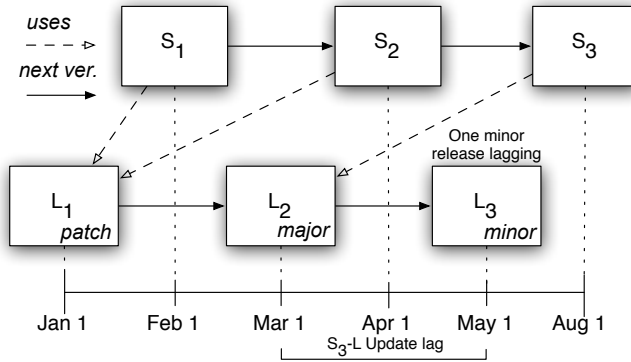 uses
next ver.
S1
S2
S3
One minor
release lagging
L1
patch
L2
major
L3
minor
Jan 1
Feb 1
Mar 1
Apr 1
May 1
Aug 1
S3-L Update lag